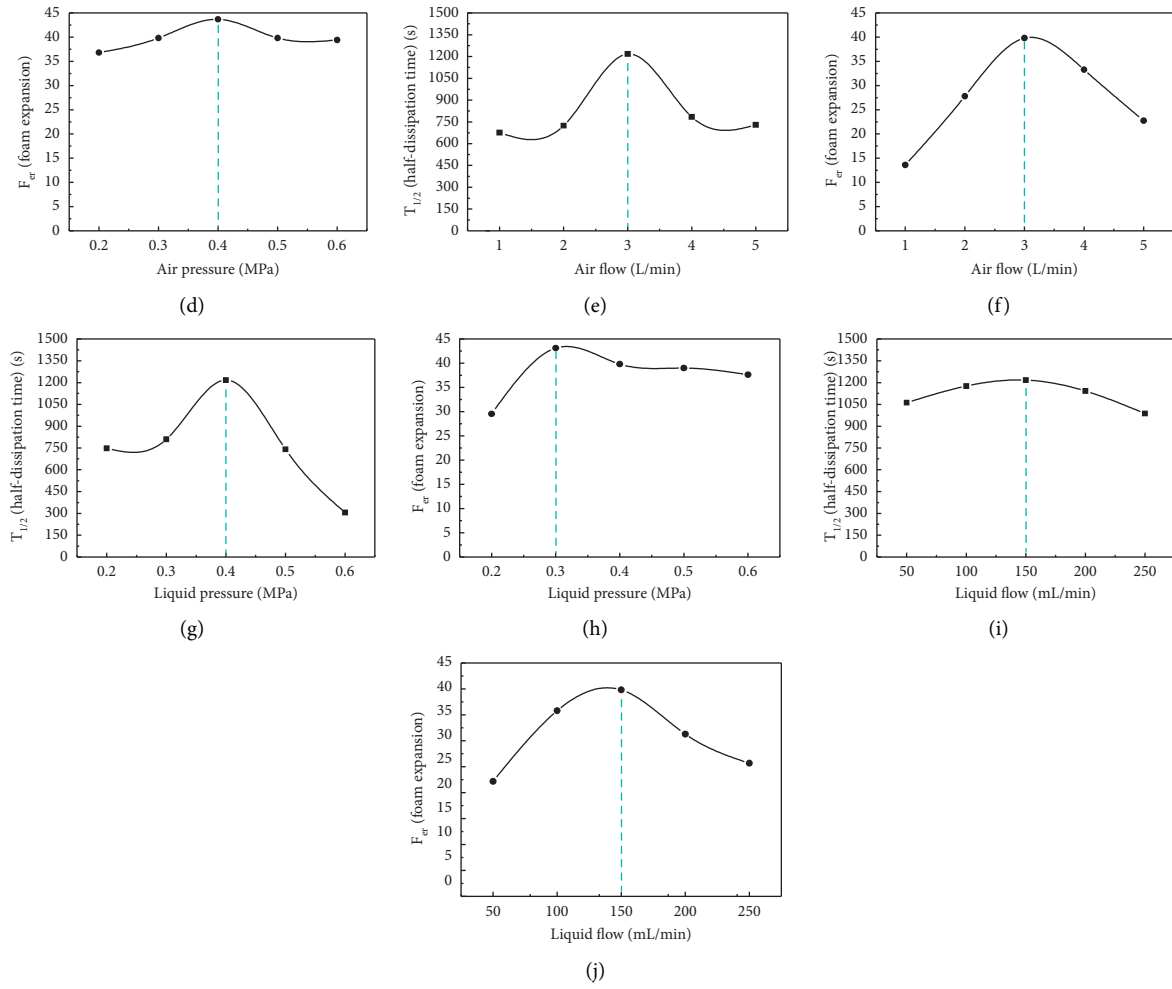 45
40
35
30
25
20
15
10
5
0
F_er (foam expansion)
0.2 0.3 0.4 0.5 0.6
Air pressure (MPa)
(d)
1500
1350
1200
1050
900
750
600
450
300
150
0
T_1/2 (half-dissipation time) (s)
1 2 3 4 5
Air flow (L/min)
(e)
45
40
35
30
25
20
15
10
5
0
F_er (foam expansion)
1 2 3 4 5
Air flow (L/min)
(f)
1500
1350
1200
1050
900
750
600
450
300
150
0
T_1/2 (half-dissipation time) (s)
0.2 0.3 0.4 0.5 0.6
Liquid pressure (MPa)
(g)
45
40
35
30
25
20
15
10
5
0
F_er (foam expansion)
0.2 0.3 0.4 0.5 0.6
Liquid pressure (MPa)
(h)
1500
1350
1200
1050
900
750
600
450
300
150
0
T_1/2 (half-dissipation time) (s)
50 100 150 200 250
Liquid flow (mL/min)
(i)
45
40
35
30
25
20
15
10
5
0
F_er (foam expansion)
50 100 150 200 250
Liquid flow (mL/min)
(j)